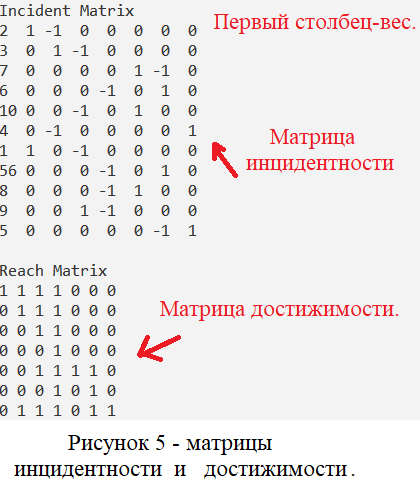 Incident Matrix
2 1 -1 0 0 0 0 0 Первый столбец-вес.
3 0 1 -1 0 0 0 0
7 0 0 0 0 1 -1 0
6 0 0 0 -1 0 1 0
10 0 0 -1 0 1 0 0
4 0 -1 0 0 0 0 1
1 1 0 -1 0 0 0 0
56 0 0 0 -1 0 1 0
8 0 0 0 -1 1 0 0
9 0 0 1 -1 0 0 0
5 0 0 0 0 0 -1 1
Матрица
инцидентности
Reach Matrix
1 1 1 1 0 0 0
0 1 1 1 0 0 0
0 0 1 1 0 0 0
0 0 0 1 0 0 0
0 0 1 1 1 1 0
0 0 0 1 0 1 0
0 1 1 1 0 1 1
Матрица достижимости.
Рисунок 5 - матрицы
инцидентности и достижимости.